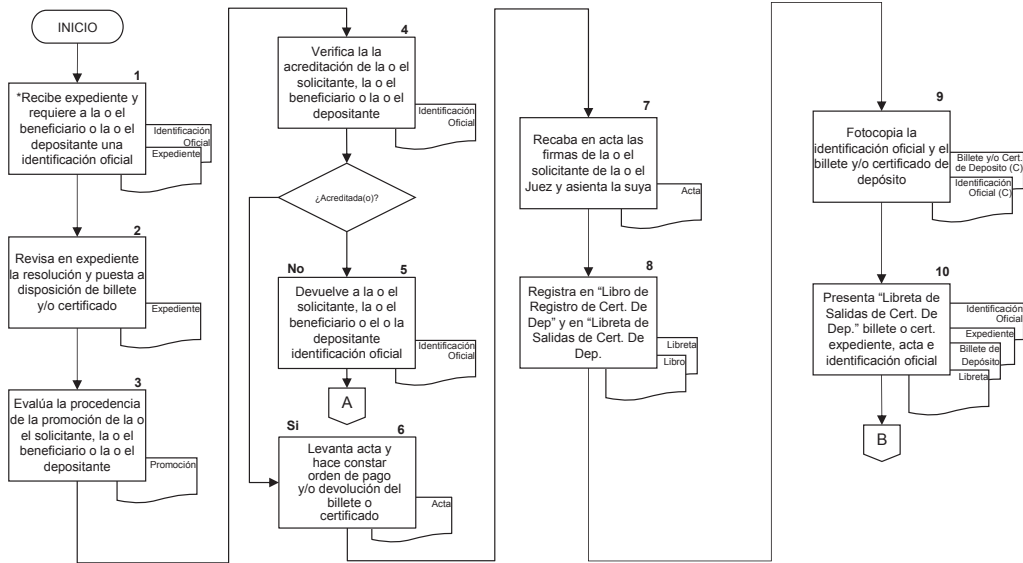 INICIO
1
*Recibe expediente y
requiere a la o el
beneficiario o la o el
depositante una
identificación oficial
Identificación
Oficial
Expediente
2
Revisa en expediente
la resolución y puesta a
disposición de billete
y/o certificado
Expediente
3
Evalúa la procedencia
de la promoción de la o
el solicitante, la o el
beneficiario o la o el
depositante
Promoción
4
Verifica la la
acreditación de la o el
solicitante, la o el
beneficiario o la o el
depositante
Identificación
Oficial
¿Acreditada(o)?
No
5
Devuelve a la o el
solicitante, la o el
beneficiario o el o la
depositante
identificación oficial
Identificación
Oficial
A
Si
6
Levanta acta y
hace constar
orden de pago
y/o devolución del
billete o
certificado
Acta
7
Recaba en acta las
firmas de la o el
solicitante de la o el
Juez y asienta la suya
Acta
8
Registra en “Libro de
Registro de Cert. De
Dep” y en “Libreta de
Salidas de Cert. De
Dep.
Libreta
Libro
9
Fotocopia la
identificación oficial y el
billete y/o certificado de
depósito
Billete y/o Cert.
de Deposito (C)
Identificación
Oficial (C)
10
Presenta “Libreta de
Salidas de Cert. De
Dep.” billete o cert.
expediente, acta e
identificación oficial
Identificación
Oficial
Expediente
Billete de
Depósito
Libreta
B